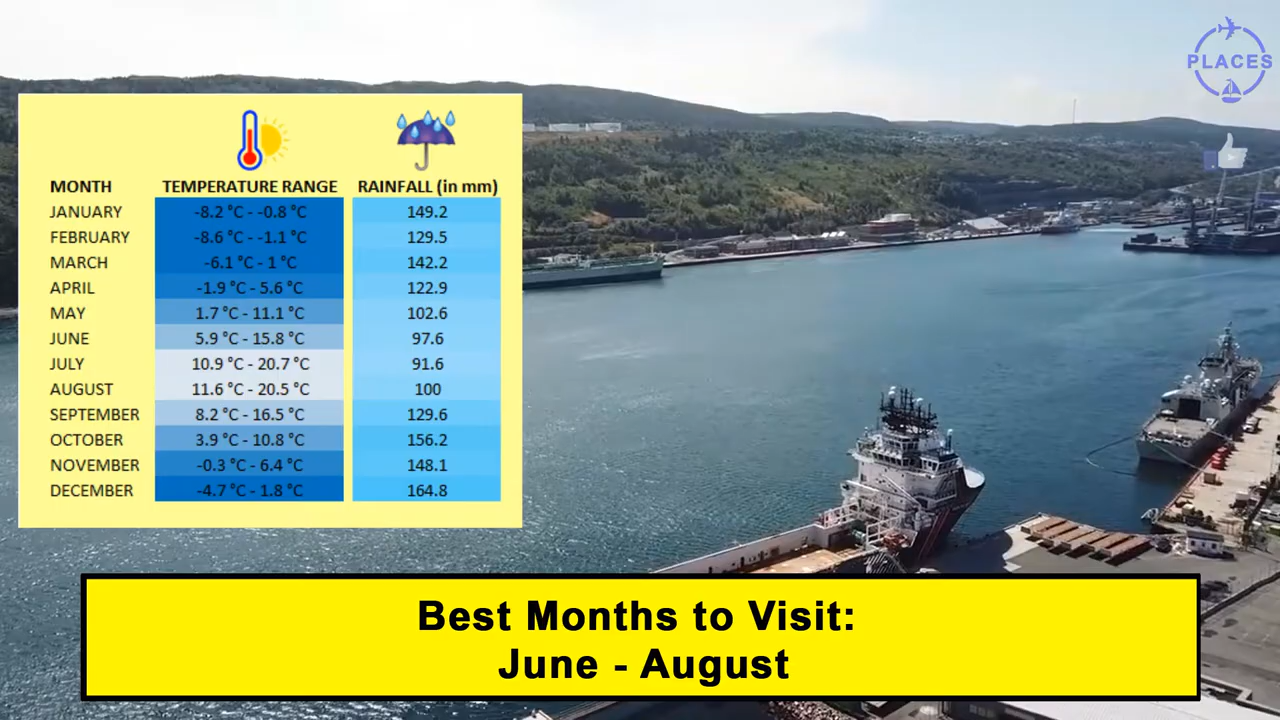 PLACES
MONTH TEMPERATURE RANGE RAINFALL (in mm)
JANUARY -8.2 °C - -0.8 °C 149.2
FEBRUARY -8.6 °C - -1.1 °C 129.5
MARCH -6.1 °C - 1 °C 142.2
APRIL -1.9 °C - 5.6 °C 122.9
MAY 1.7 °C - 11.1 °C 102.6
JUNE 5.9 °C - 15.8 °C 97.6
JULY 10.9 °C - 20.7 °C 91.6
AUGUST 11.6 °C - 20.5 °C 100
SEPTEMBER 8.2 °C - 16.5 °C 129.6
OCTOBER 3.9 °C - 10.8 °C 156.2
NOVEMBER -0.3 °C - 6.4 °C 148.1
DECEMBER -4.7 °C - 1.8 °C 164.8
Best Months to Visit:
June - August